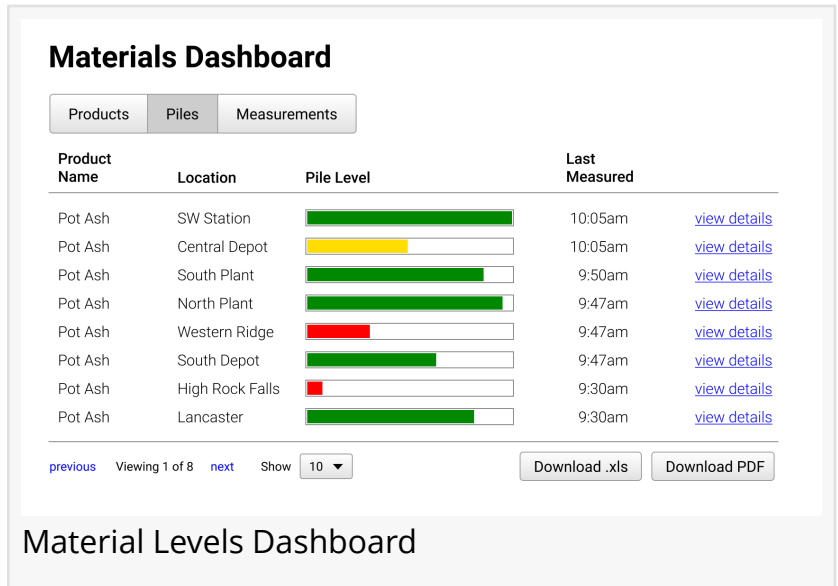 Materials Dashboard
Products Piles Measurements
Product Name Location Pile Level Last Measured
Pot Ash SW Station 10:05am view details
Pot Ash Central Depot 10:05am view details
Pot Ash South Plant 9:50am view details
Pot Ash North Plant 9:47am view details
Pot Ash Western Ridge 9:47am view details
Pot Ash South Depot 9:47am view details
Pot Ash High Rock Falls 9:30am view details
Pot Ash Lancaster 9:30am view details
previous Viewing 1 of 8 next Show 10 Download .xls Download PDF
Material Levels Dashboard